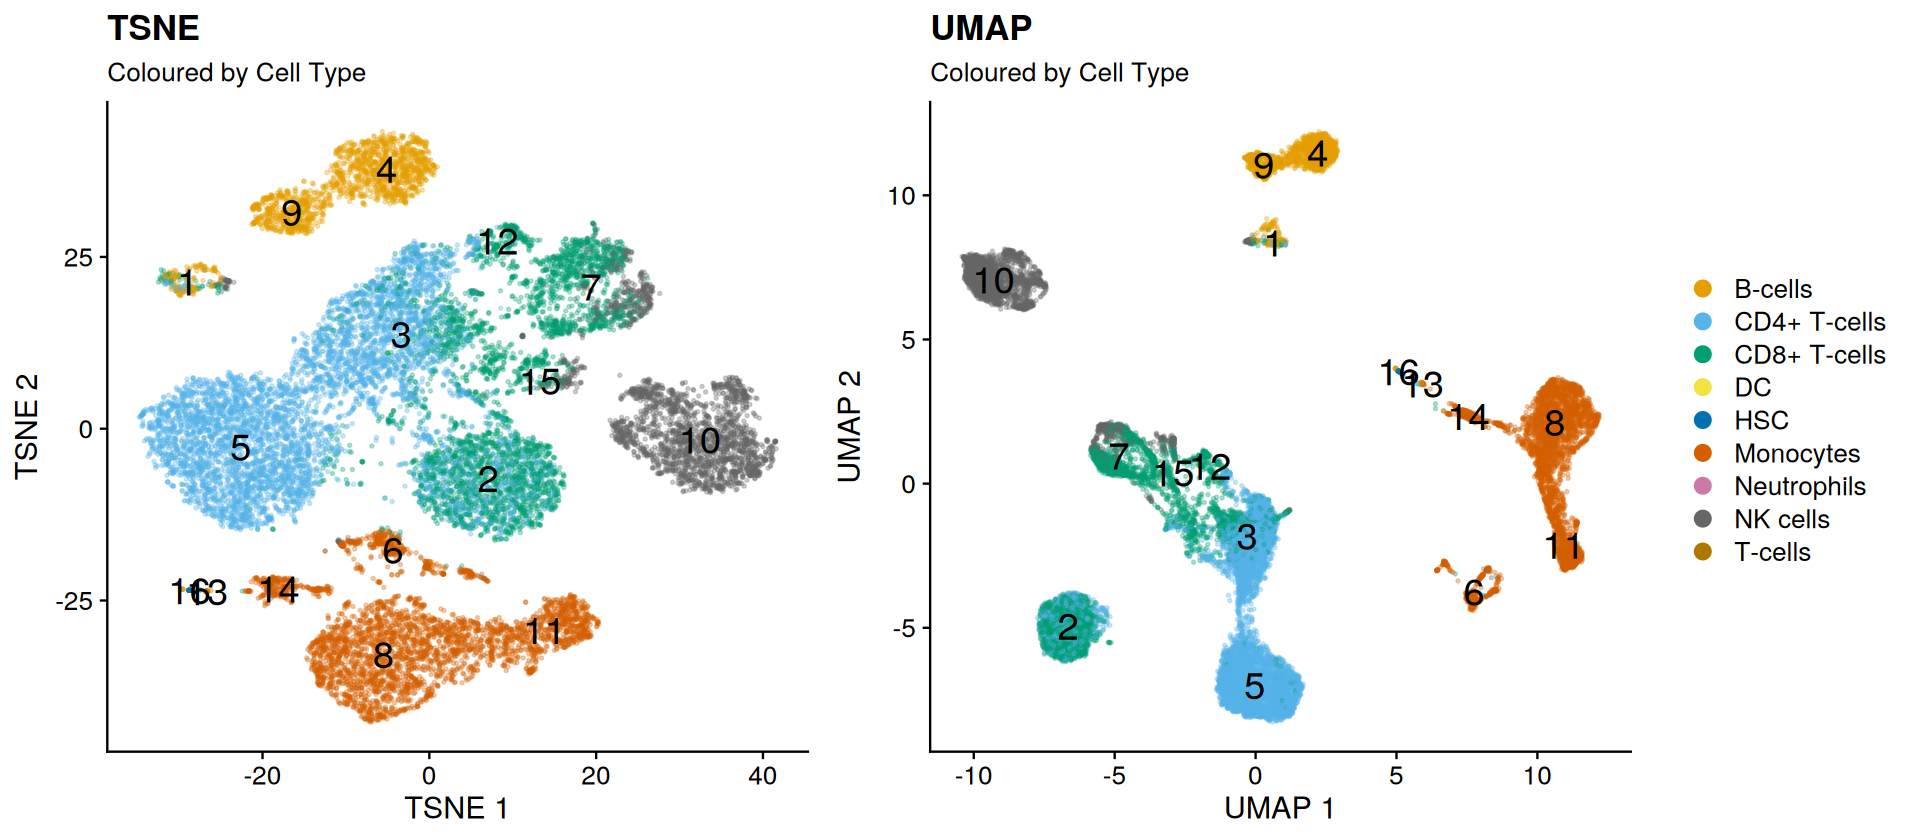 TSNE
Coloured by Cell Type
4
9
12
1
7
3
15
5
10
2
6
16
13
14
11
8
25
0
-25
-20
0
20
40
TSNE 1
TSNE 2
UMAP
Coloured by Cell Type
9
4
1
10
16
13
14
8
7
15
12
3
11
6
2
5
10
5
0
-5
-10
-5
0
5
10
UMAP 1
UMAP 2
B-cells
CD4+ T-cells
CD8+ T-cells
DC
HSC
Monocytes
Neutrophils
NK cells
T-cells